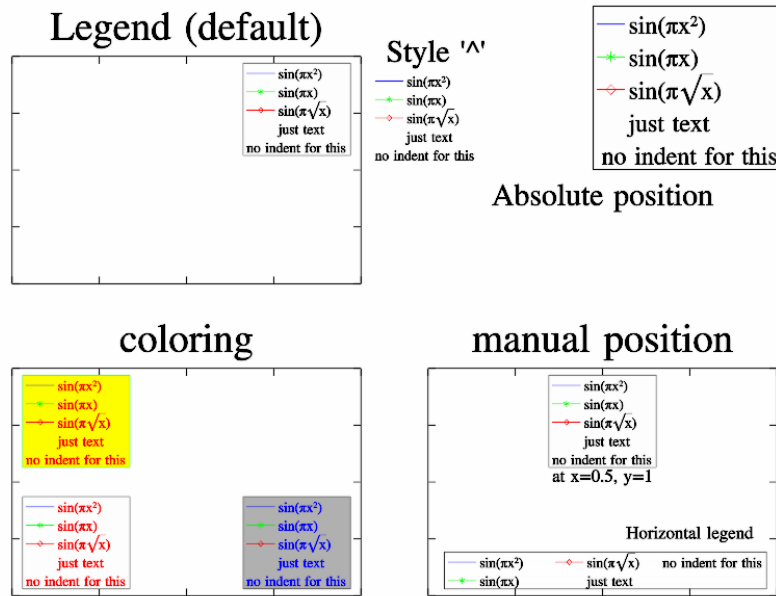 Legend (default)
sin(πx²)
sin(πx)
sin(π√x)
just text
no indent for this
Style '^'
sin(πx²)
sin(πx)
sin(π√x)
just text
no indent for this
sin(πx²)
sin(πx)
sin(π√x)
just text
no indent for this
Absolute position
coloring
sin(πx²)
sin(πx)
sin(π√x)
just text
no indent for this
sin(πx²)
sin(πx)
sin(π√x)
just text
no indent for this
sin(πx²)
sin(πx)
sin(π√x)
just text
no indent for this
manual position
sin(πx²)
sin(πx)
sin(π√x)
just text
no indent for this
at x=0.5, y=1
Horizontal legend
sin(πx²) sin(π√x) no indent for this
sin(πx) just text